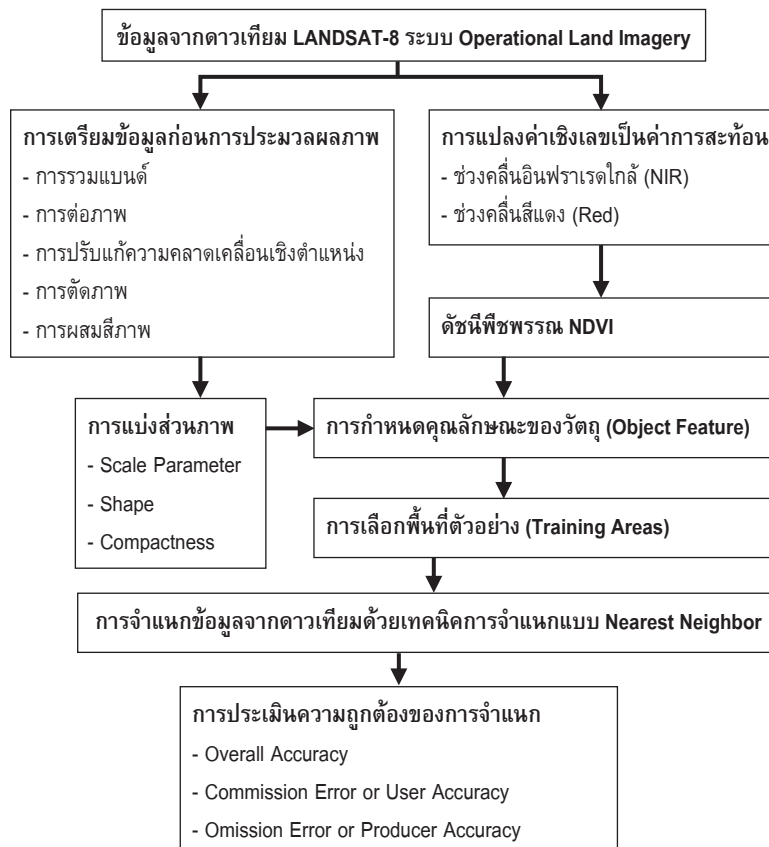 ข้อมูลจากดาวเทียม LANDSAT-8 ระบบ Operational Land Imagery
การเตรียมข้อมูลก่อนการประมวลผลภาพ
- การรวมแบนด์
- การต่อภาพ
- การปรับแก้ความคลาดเคลื่อนเชิงตำแหน่ง
- การตัดภาพ
- การผสมสีภาพ
การแปลงค่าเชิงเลขเป็นค่าการสะท้อน
- ช่วงคลื่นอินฟราเรดใกล้ (NIR)
- ช่วงคลื่นสีแดง (Red)
ดัชนีพืชพรรณ NDVI
การแบ่งส่วนภาพ
- Scale Parameter
- Shape
- Compactness
การกำหนดคุณลักษณะของวัตถุ (Object Feature)
การเลือกพื้นที่ตัวอย่าง (Training Areas)
การจำแนกข้อมูลจากดาวเทียมด้วยเทคนิคการจำแนกแบบ Nearest Neighbor
การประเมินความถูกต้องของการจำแนก
- Overall Accuracy
- Commission Error or User Accuracy
- Omission Error or Producer Accuracy